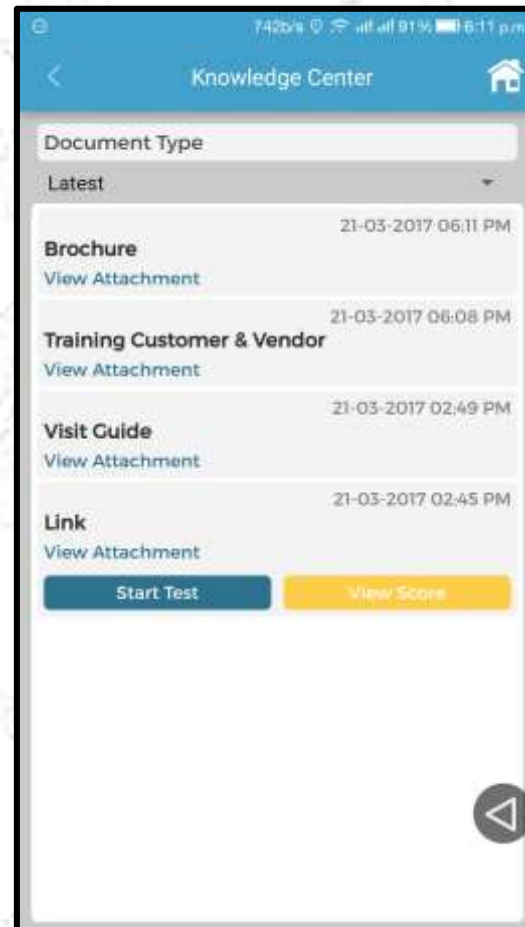 742b/s 91% 6:11 p.m
Knowledge Center
Document Type
Latest
21-03-2017 06:11 PM
Brochure
View Attachment
21-03-2017 06:08 PM
Training Customer & Vendor
View Attachment
21-03-2017 02:49 PM
Visit Guide
View Attachment
21-03-2017 02:45 PM
Link
View Attachment
Start Test View Score